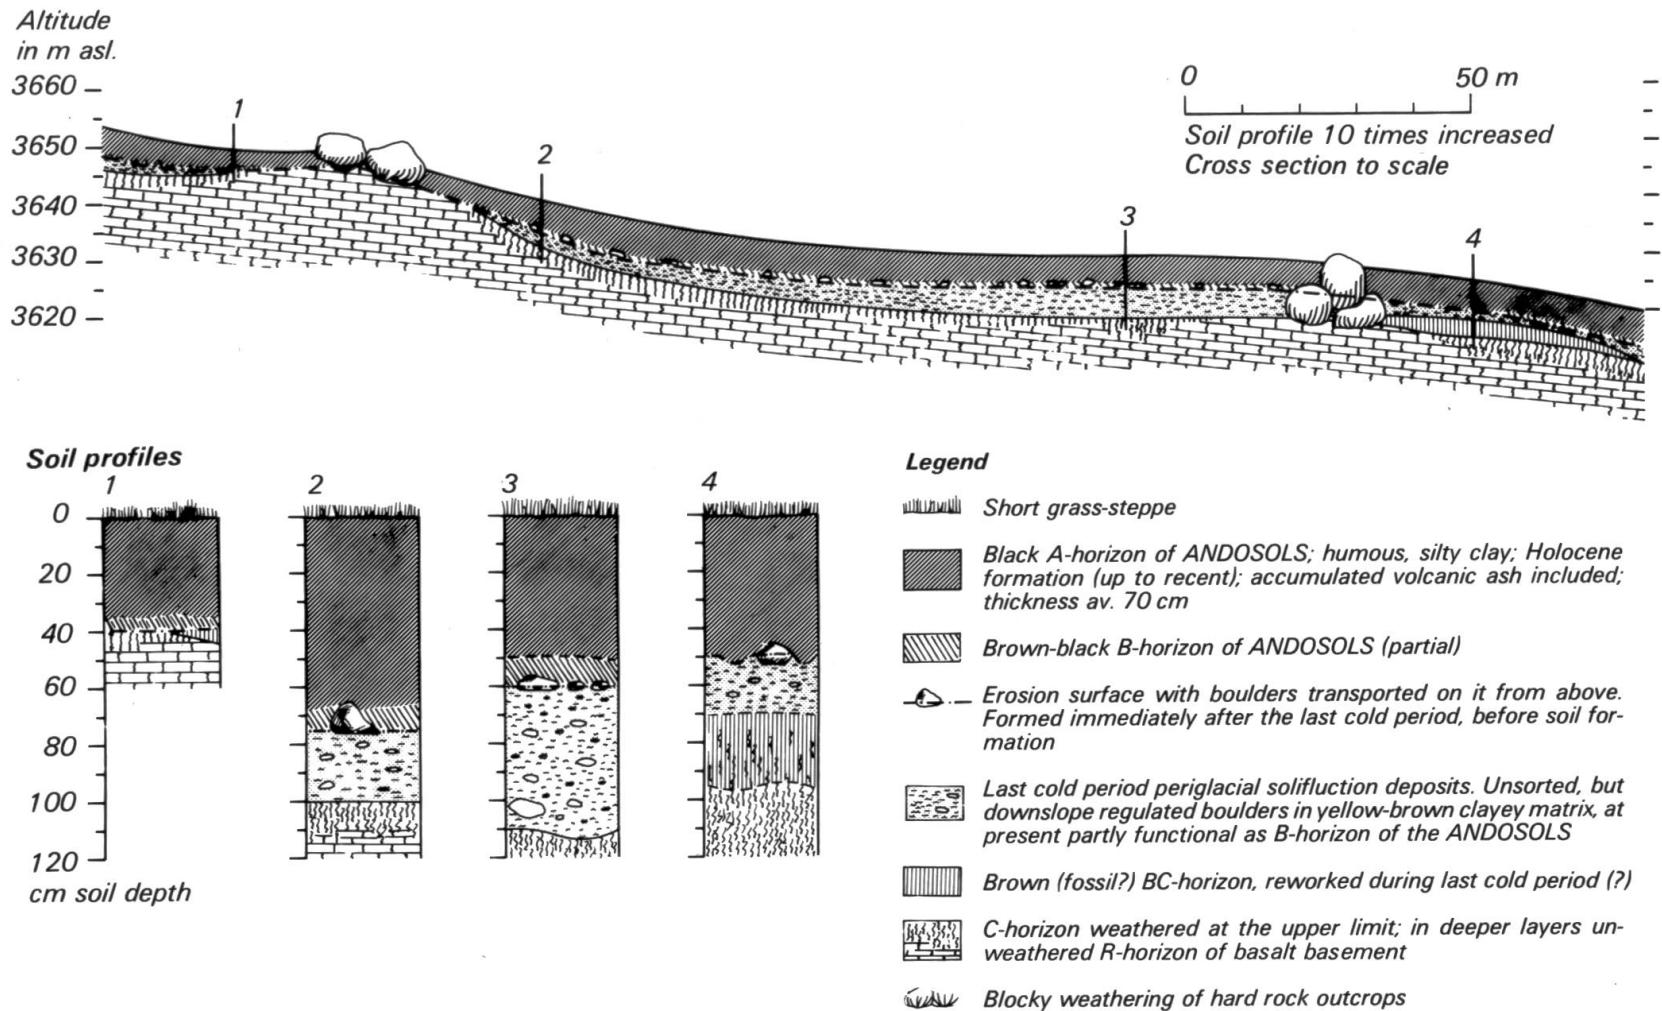 Altitude
in m asl.
3660
3650
3640
3630
3620
1
2
3
4
0 50 m
Soil profile 10 times increased
Cross section to scale
Soil profiles
1
2
3
4
0
20
40
60
80
100
120
cm soil depth
Legend
Short grass-steppe
Black A-horizon of ANDOSOLS; humous, silty clay; Holocene
formation (up to recent); accumulated volcanic ash included;
thickness av. 70 cm
Brown-black B-horizon of ANDOSOLS (partial)
Erosion surface with boulders transported on it from above.
Formed immediately after the last cold period, before soil for-
mation
Last cold period periglacial solifluction deposits. Unsorted, but
downslope regulated boulders in yellow-brown clayey matrix, at
present partly functional as B-horizon of the ANDOSOLS
Brown (fossil?) BC-horizon, reworked during last cold period (?)
C-horizon weathered at the upper limit; in deeper layers un-
weathered R-horizon of basalt basement
Blocky weathering of hard rock outcrops